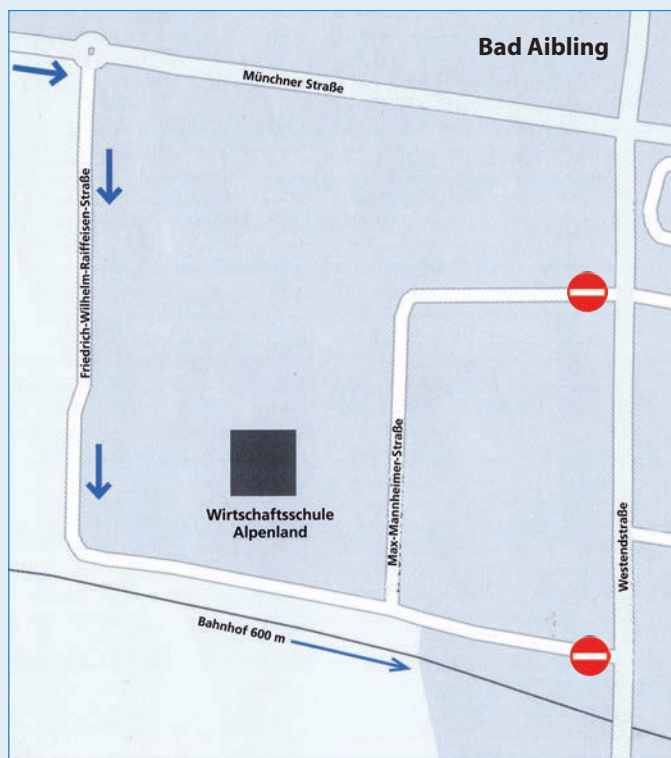 Bad Aibling
Münchner Straße
Friedrich-Wilhelm-Raiffeisen-Straße
Max-Mannheimer-Straße
Wirtschaftsschule
Alpenland
Westendstraße
Bahnhof 600 m